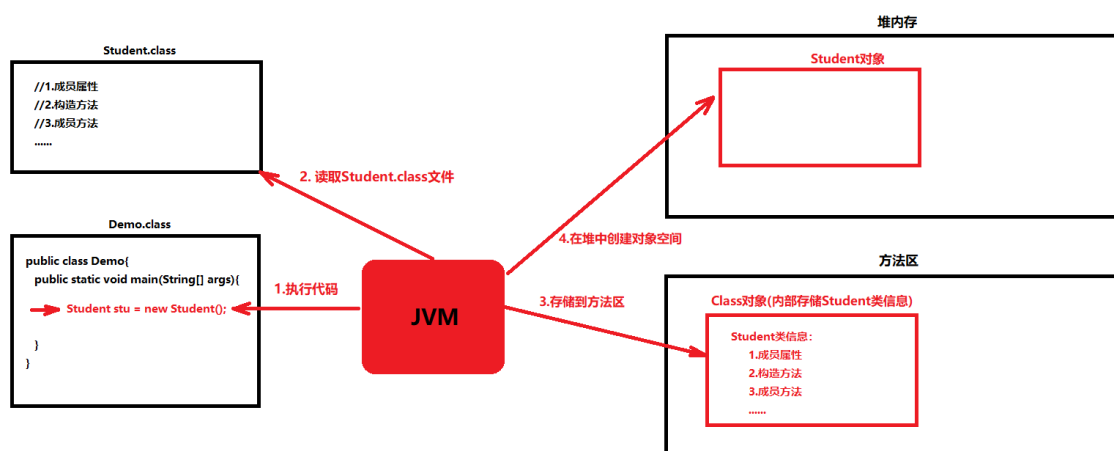 Student.class
//1.成员属性
//2.构造方法
//3.成员方法
......
2. 读取Student.class文件
Demo.class
public class Demo{
public static void main(String[] args){
Student stu = new Student();
}
}
1.执行代码
JVM
堆内存
Student对象
4.在堆中创建对象空间
3.存储到方法区
方法区
Class对象(内部存储Student类信息)
Student类信息:
1.成员属性
2.构造方法
3.成员方法
......